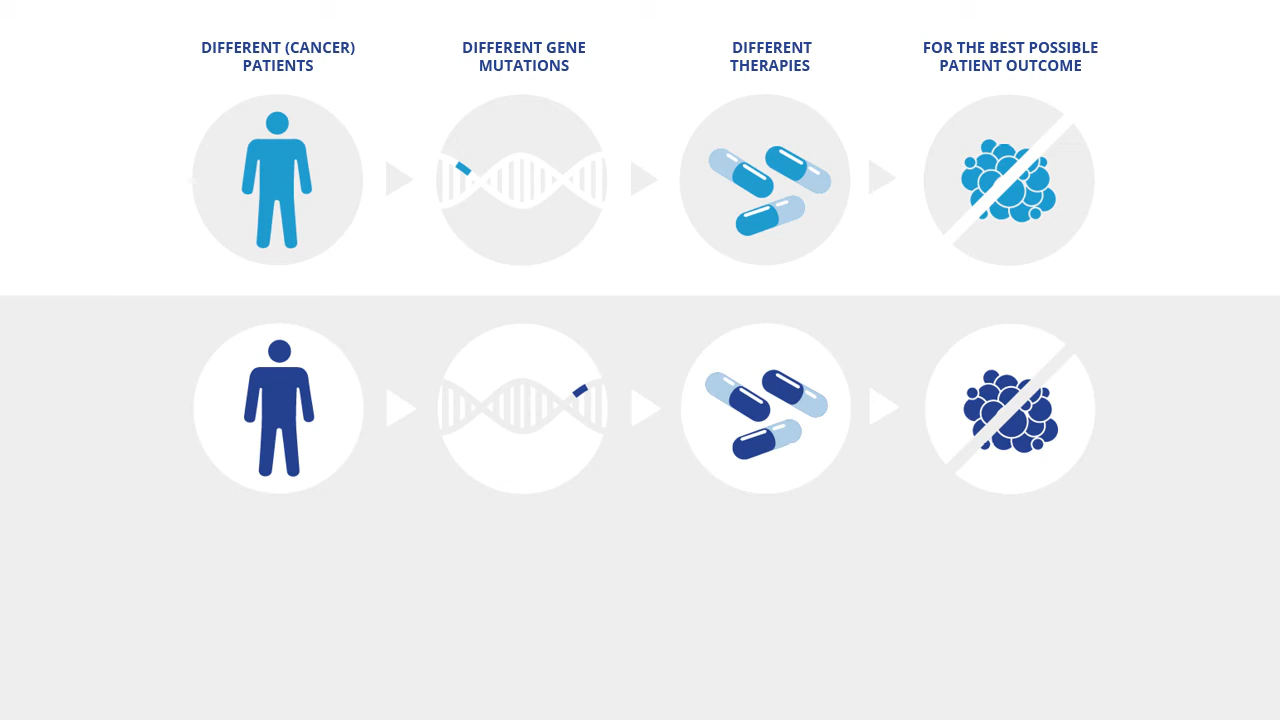 DIFFERENT (CANCER)
PATIENTS
DIFFERENT GENE
MUTATIONS
DIFFERENT
THERAPIES
FOR THE BEST POSSIBLE
PATIENT OUTCOME